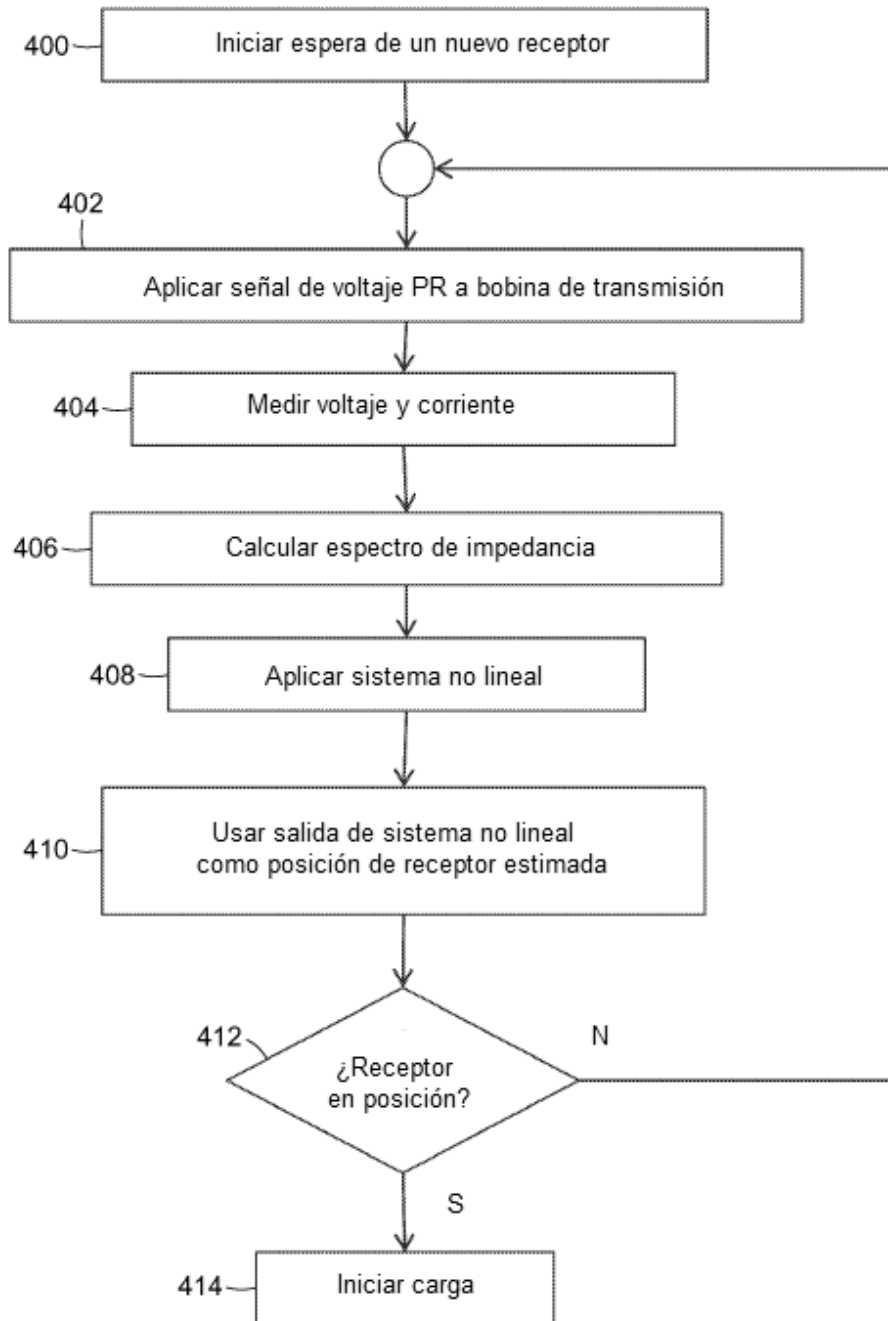 400
Iniciar espera de un nuevo receptor
402
Aplicar señal de voltaje PR a bobina de transmisión
404
Medir voltaje y corriente
406
Calcular espectro de impedancia
408
Aplicar sistema no lineal
410
Usar salida de sistema no lineal
como posición de receptor estimada
412
¿Receptor
en posición?
N
S
414
Iniciar carga